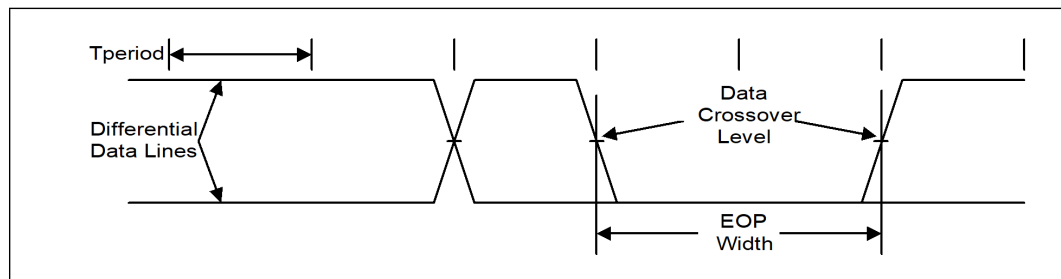 Tperiod
Differential
Data Lines
Data
Crossover
Level
EOP
Width